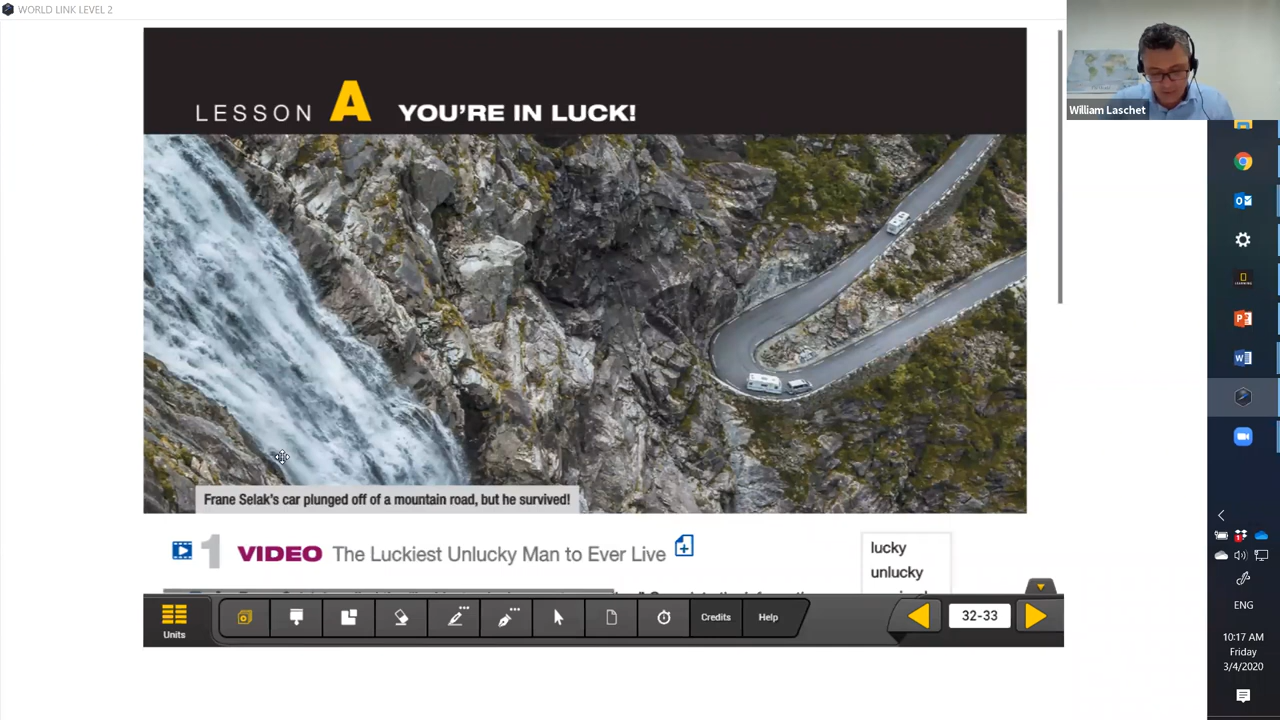 WORLD LINK LEVEL 2
William Laschet
LESSON A YOU'RE IN LUCK!
Frane Selak's car plunged off of a mountain road, but he survived!
1 VIDEO The Luckiest Unlucky Man to Ever Live
lucky
unlucky
Units
Credits
Help
32-33
ENG
10:17 AM
Friday
3/4/2020